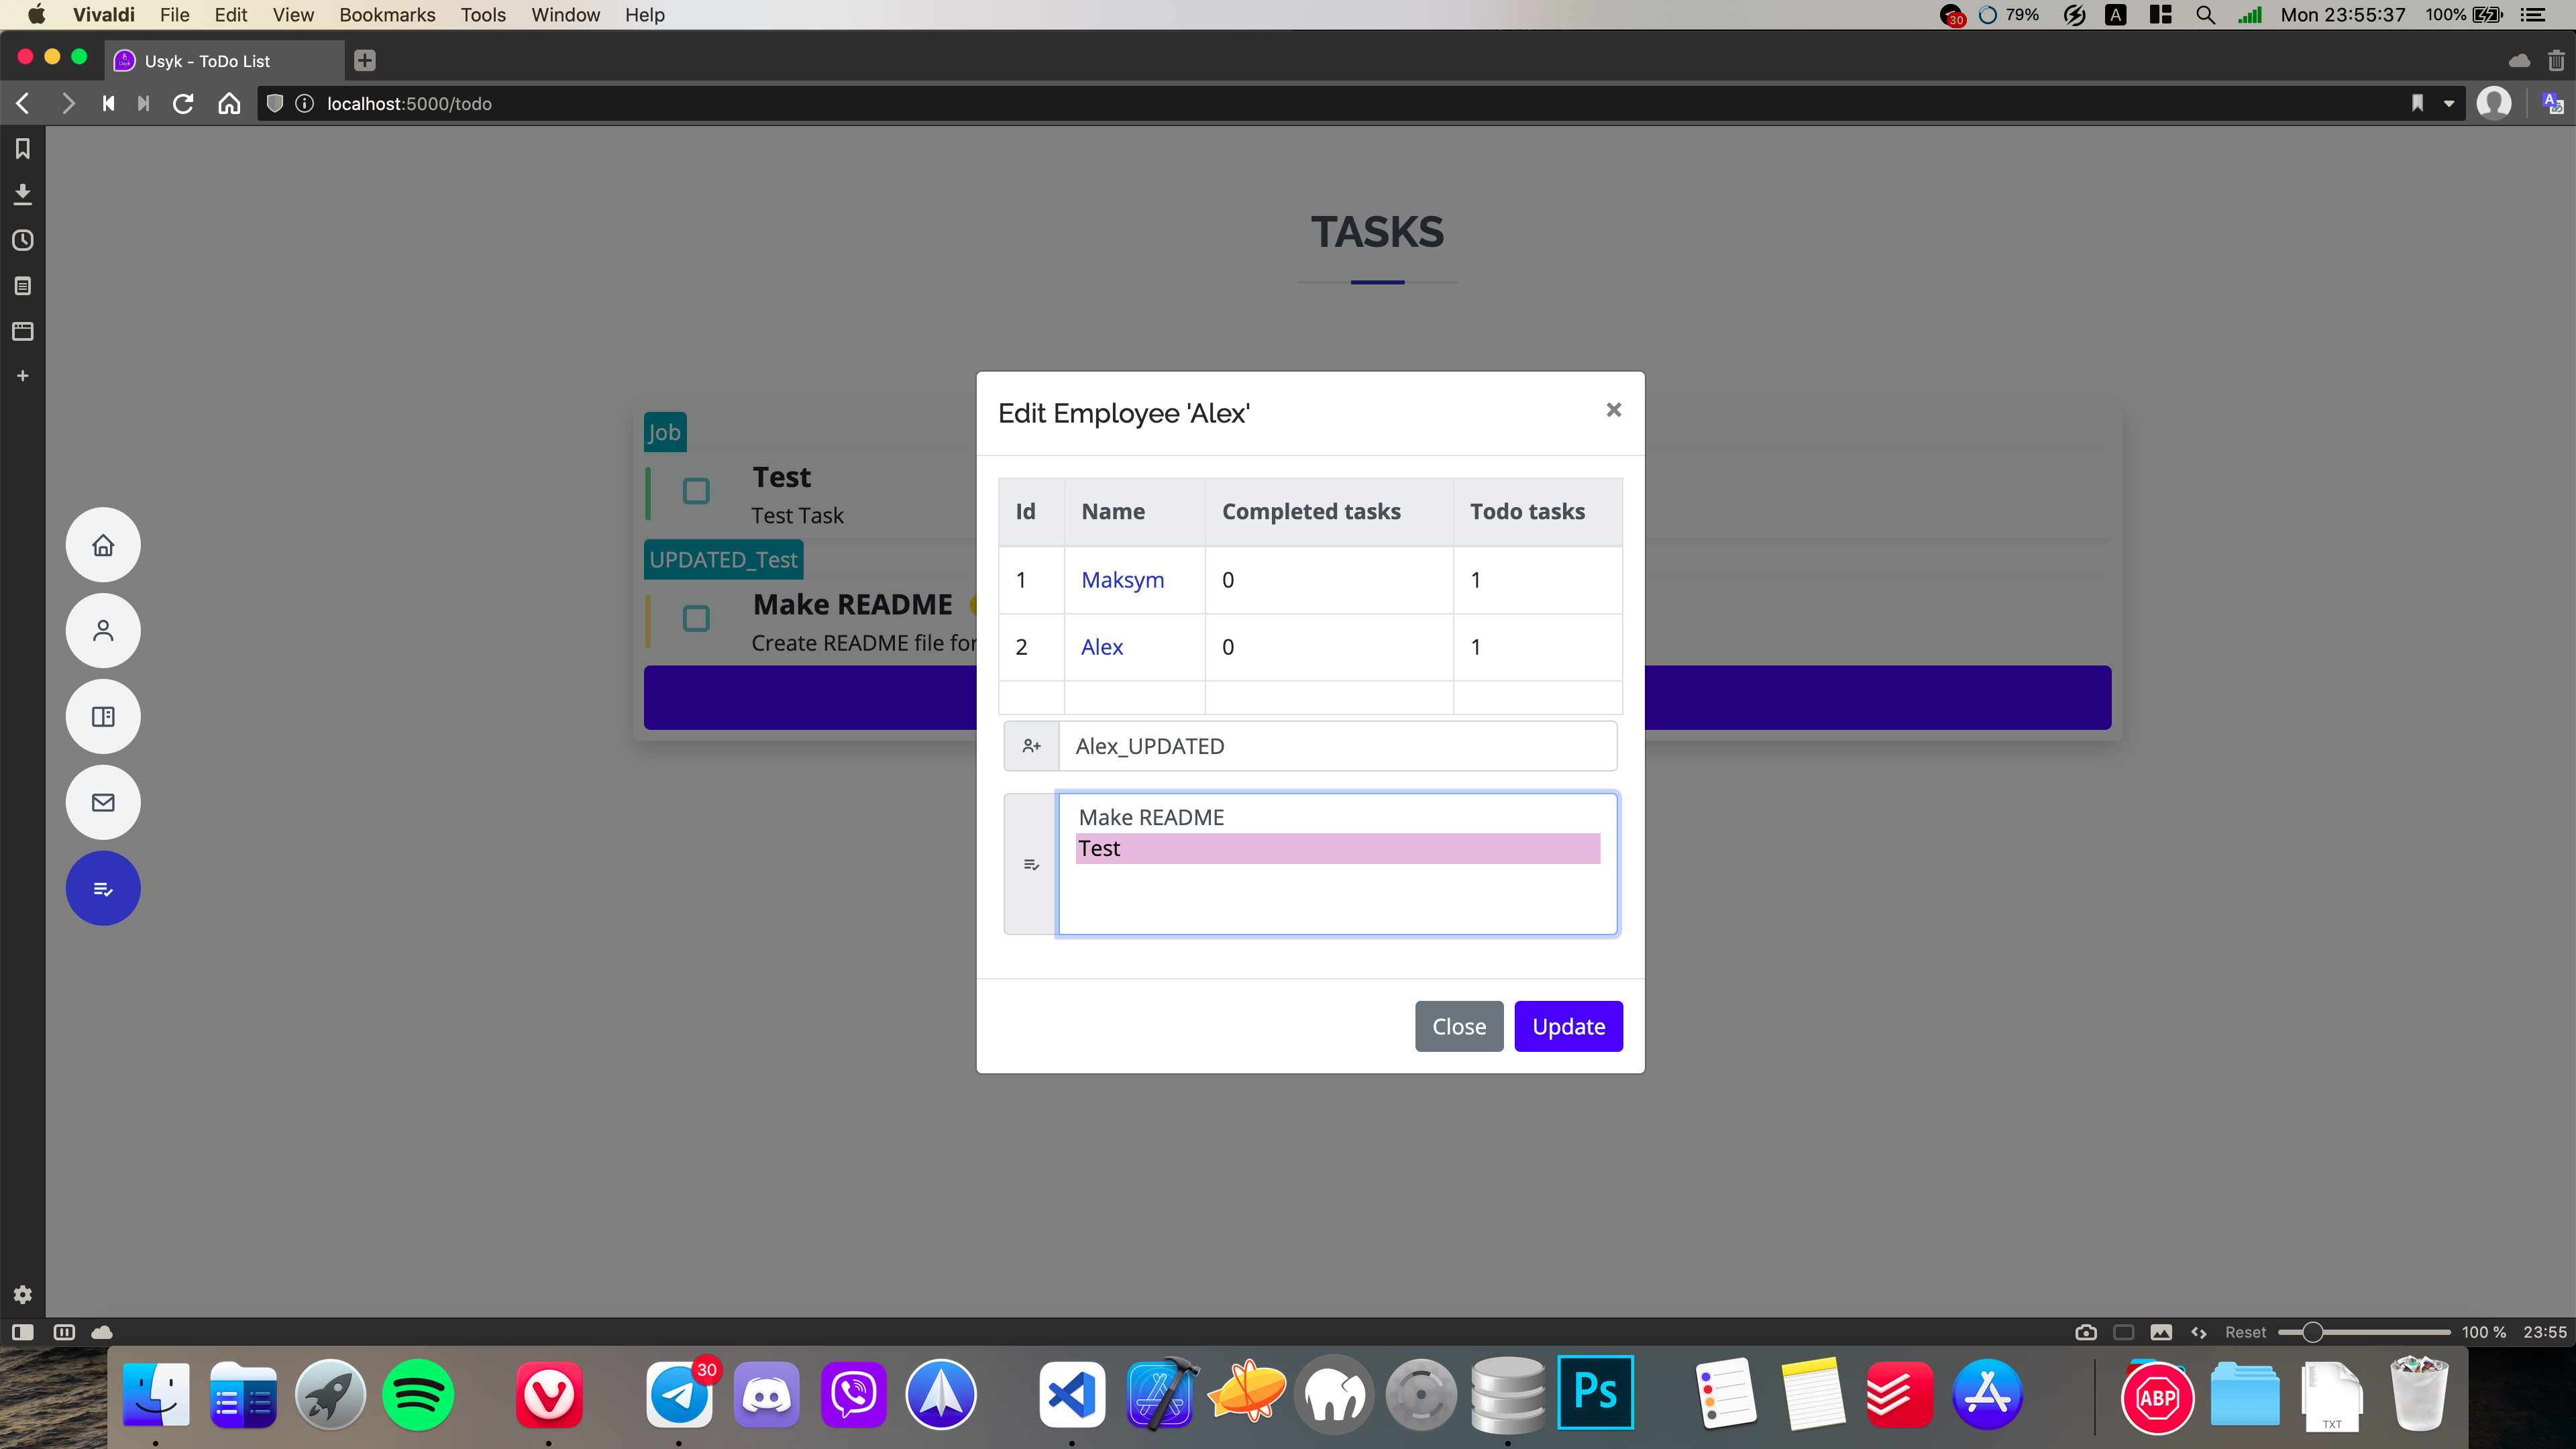 Vivaldi File Edit View Bookmarks Tools Window Help 30 79% A Mon 23:55:37 100%
Usyk - ToDo List
localhost:5000/todo
TASKS
Job
Test
Test Task
UPDATED_Test
Make README
Create README file for
Edit Employee 'Alex' ×
Id Name Completed tasks Todo tasks
1 Maksym 0 1
2 Alex 0 1
Alex_UPDATED
Make README
Test
Close Update
Reset 100 % 23:55
30
Ps
ABP
TXT